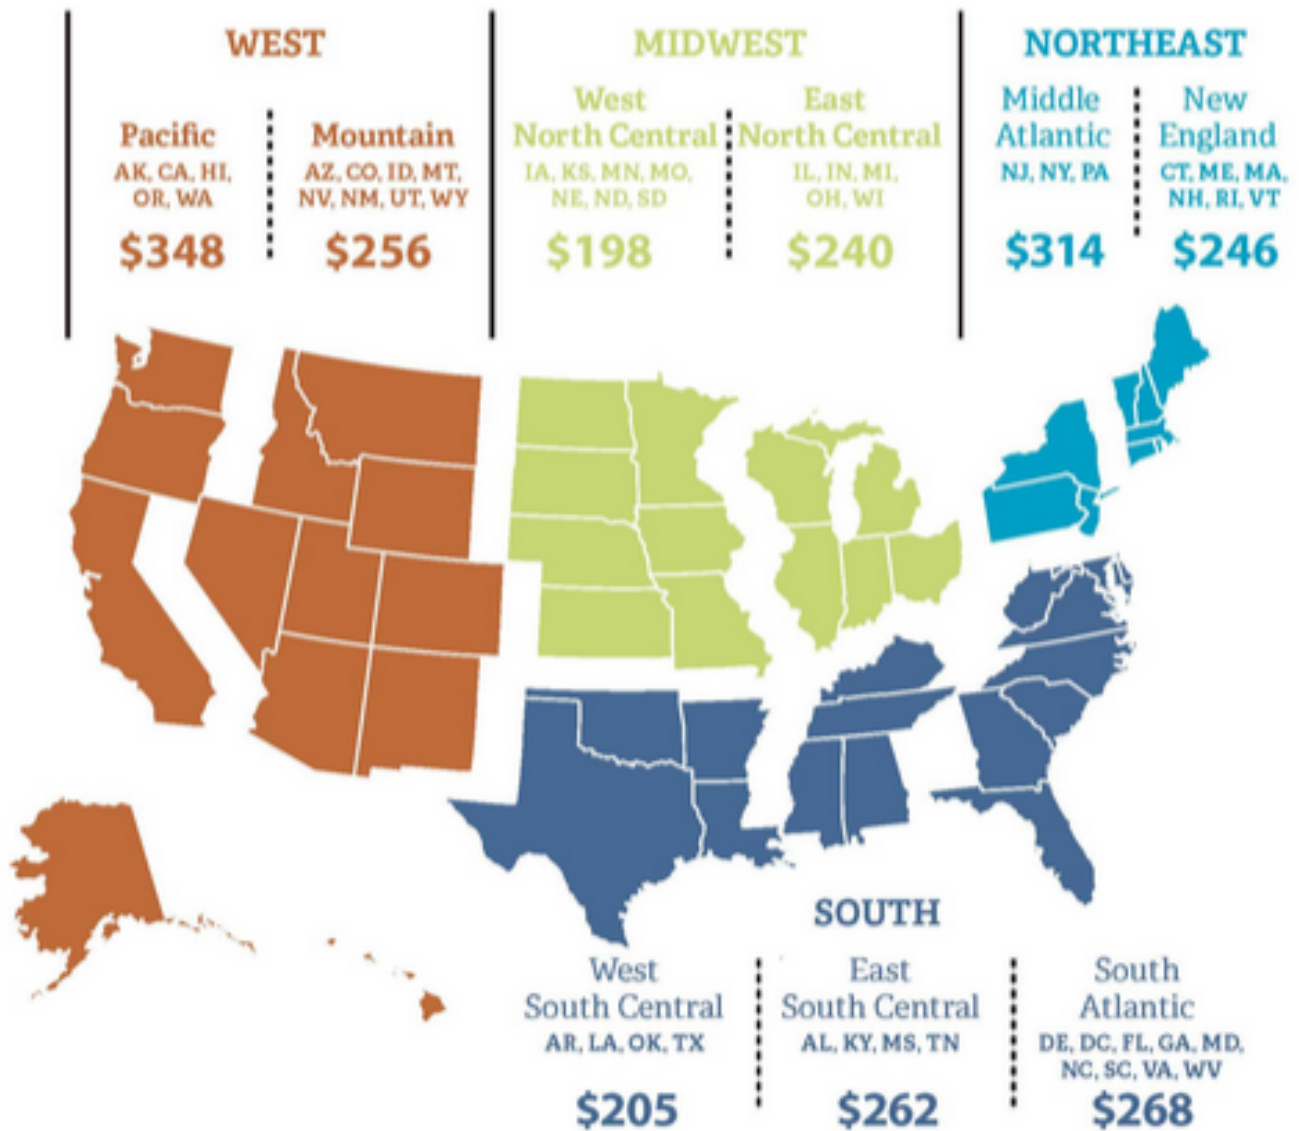 WEST
Pacific
AK, CA, HI,
OR, WA
$348
Mountain
AZ, CO, ID, MT,
NV, NM, UT, WY
$256
MIDWEST
West
North Central
IA, KS, MN, MO,
NE, ND, SD
$198
East
North Central
IL, IN, MI,
OH, WI
$240
NORTHEAST
Middle
Atlantic
NJ, NY, PA
$314
New
England
CT, ME, MA,
NH, RI, VT
$246
SOUTH
West
South Central
AR, LA, OK, TX
$205
East
South Central
AL, KY, MS, TN
$262
South
Atlantic
DE, DC, FL, GA, MD,
NC, SC, VA, WV
$268